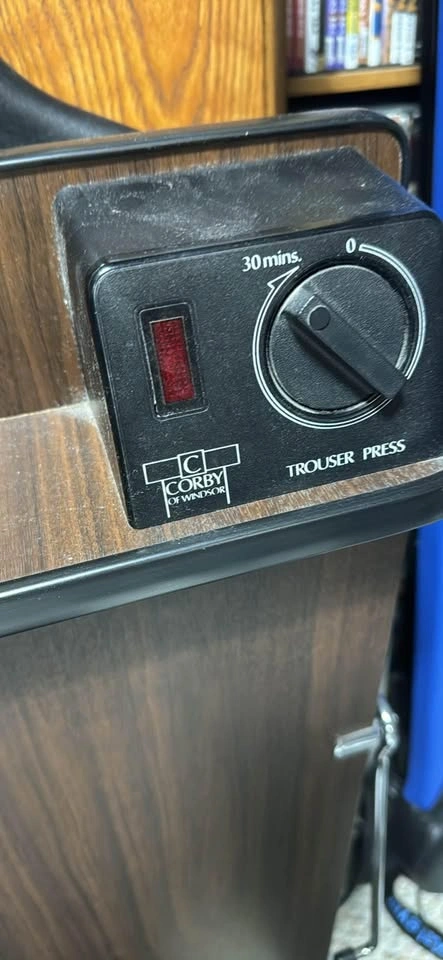 30 mins. 0
TROUSER PRESS
C
CORBY
OF WINDSOR